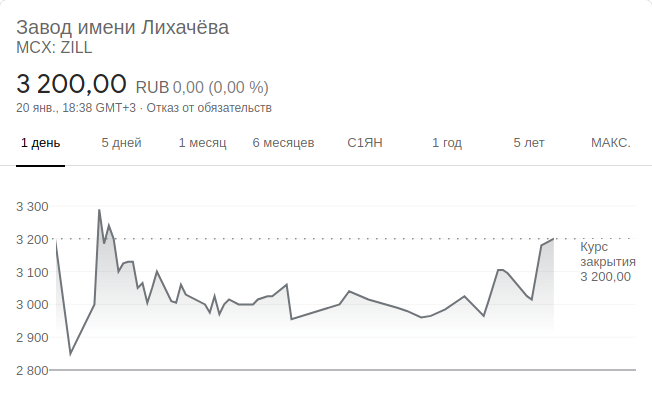 Завод имени Лихачёва
MCX: ZILL
3 200,00 RUB 0,00 (0,00 %)
20 янв., 18:38 GMT+3 · Отказ от обязательств
1 день 5 дней 1 месяц 6 месяцев С1ЯН 1 год 5 лет МАКС.
3 300
3 200
Курс
закрытия
3 200,00
3 100
3 000
2 900
2 800